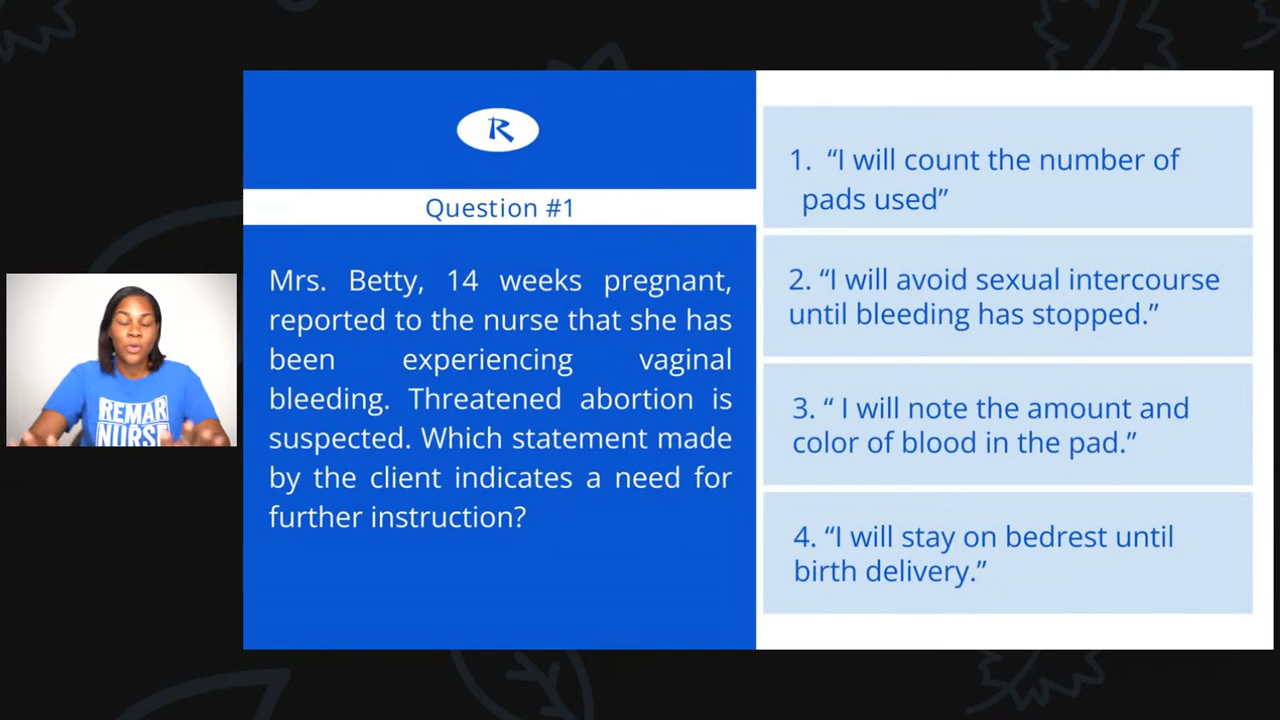 R
Question #1
Mrs. Betty, 14 weeks pregnant,
reported to the nurse that she has
been experiencing vaginal
bleeding. Threatened abortion is
suspected. Which statement made
by the client indicates a need for
further instruction?
1. “I will count the number of
pads used”
2. “I will avoid sexual intercourse
until bleeding has stopped.”
3. “ I will note the amount and
color of blood in the pad.”
4. “I will stay on bedrest until
birth delivery.”
REMAR
NURSE